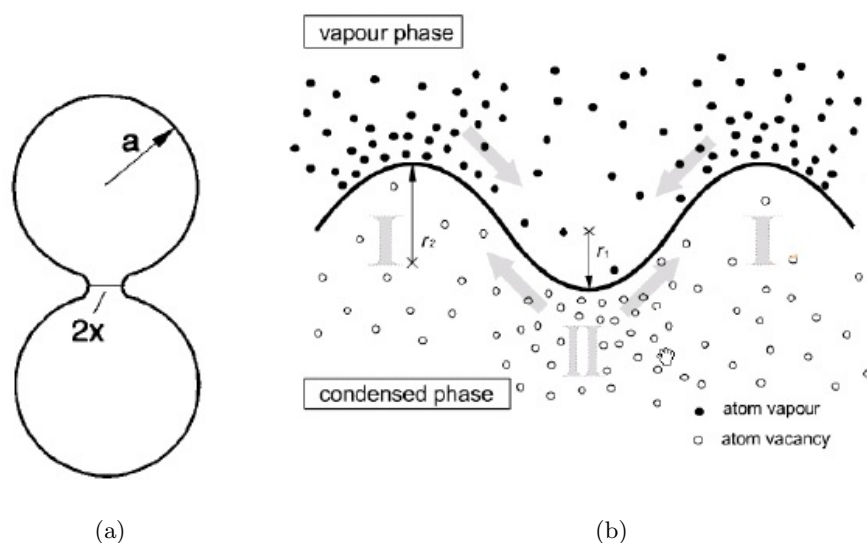 vapour phase
a
2x
I
r₂
r₁
I
II
condensed phase
atom vapour
atom vacancy
(a)
(b)